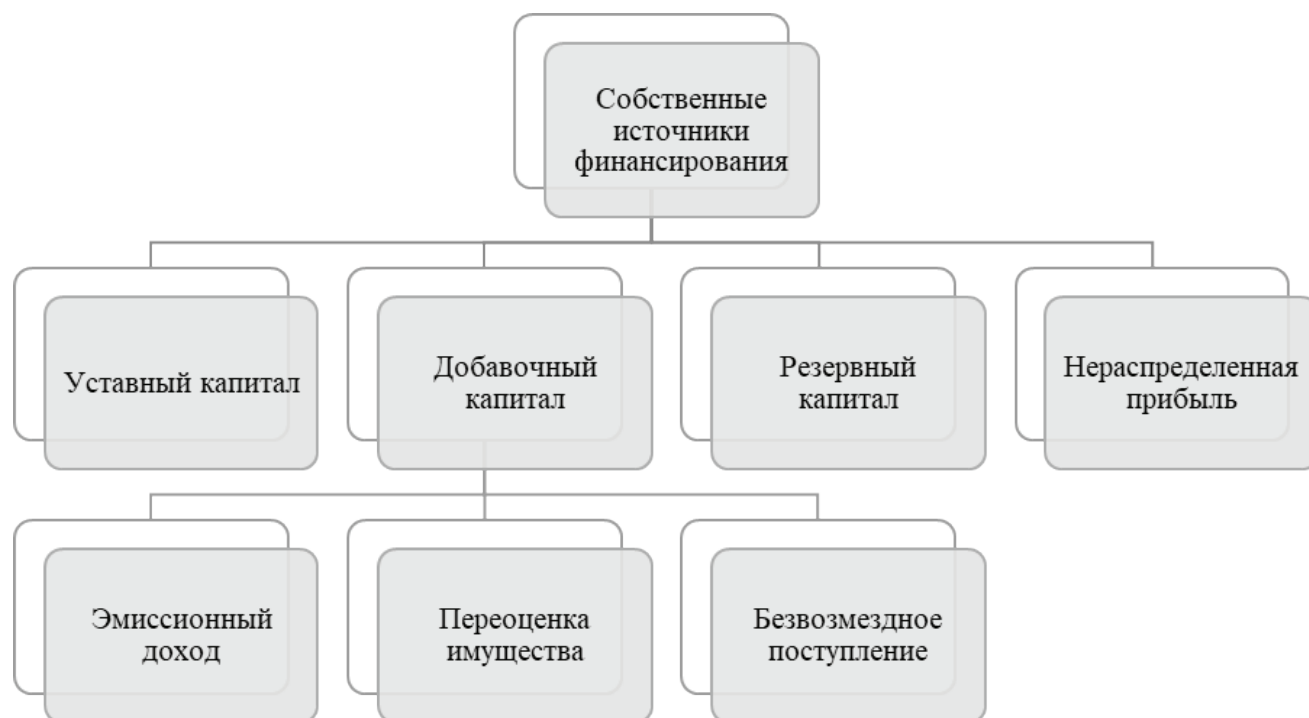 Собственные
источники
финансирования
Уставный капитал
Добавочный
капитал
Резервный
капитал
Нераспределенная
прибыль
Эмиссионный
доход
Переоценка
имущества
Безвозмездное
поступление